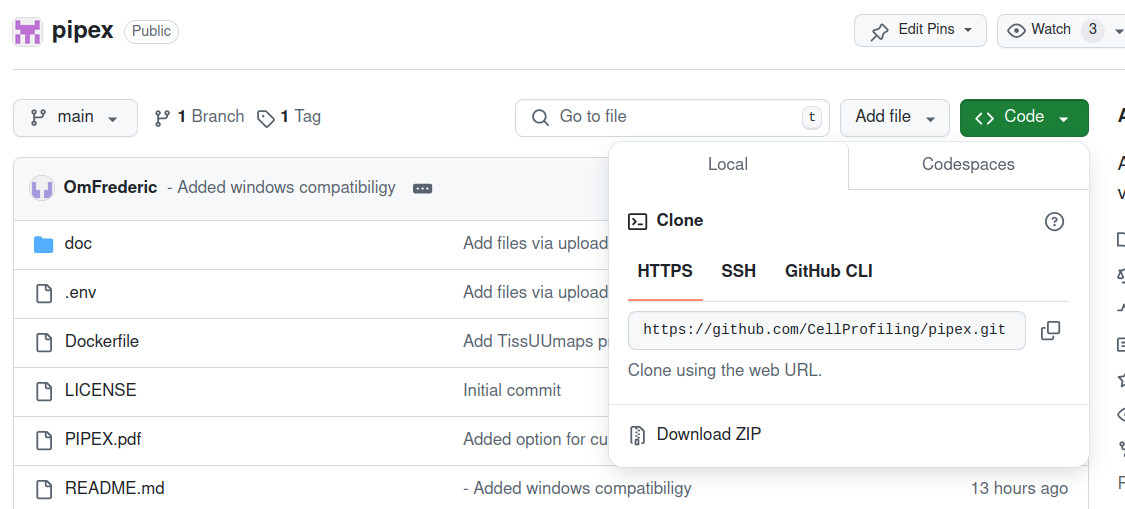 pipex Public Edit Pins Watch 3
main 1 Branch 1 Tag Go to file t Add file Code
Local Codespaces
OmFrederic - Added windows compatibiligy
Clone
doc Add files via upload
HTTPS SSH GitHub CLI
.env Add files via upload
https://github.com/CellProfiling/pipex.git
Dockerfile Add TissUUmaps
Clone using the web URL.
LICENSE Initial commit
Download ZIP
PIPEX.pdf Added option for cu
README.md - Added windows compatibiligy 13 hours ago